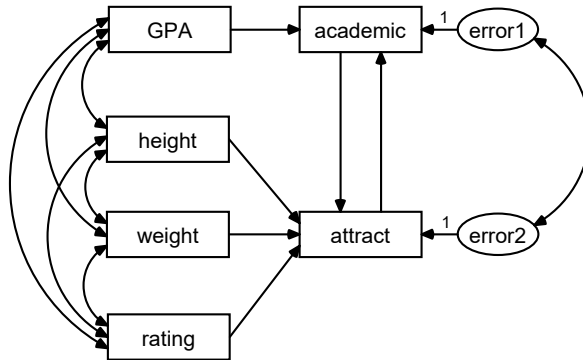 GPA
academic
1
error1
height
weight
attract
1
error2
rating